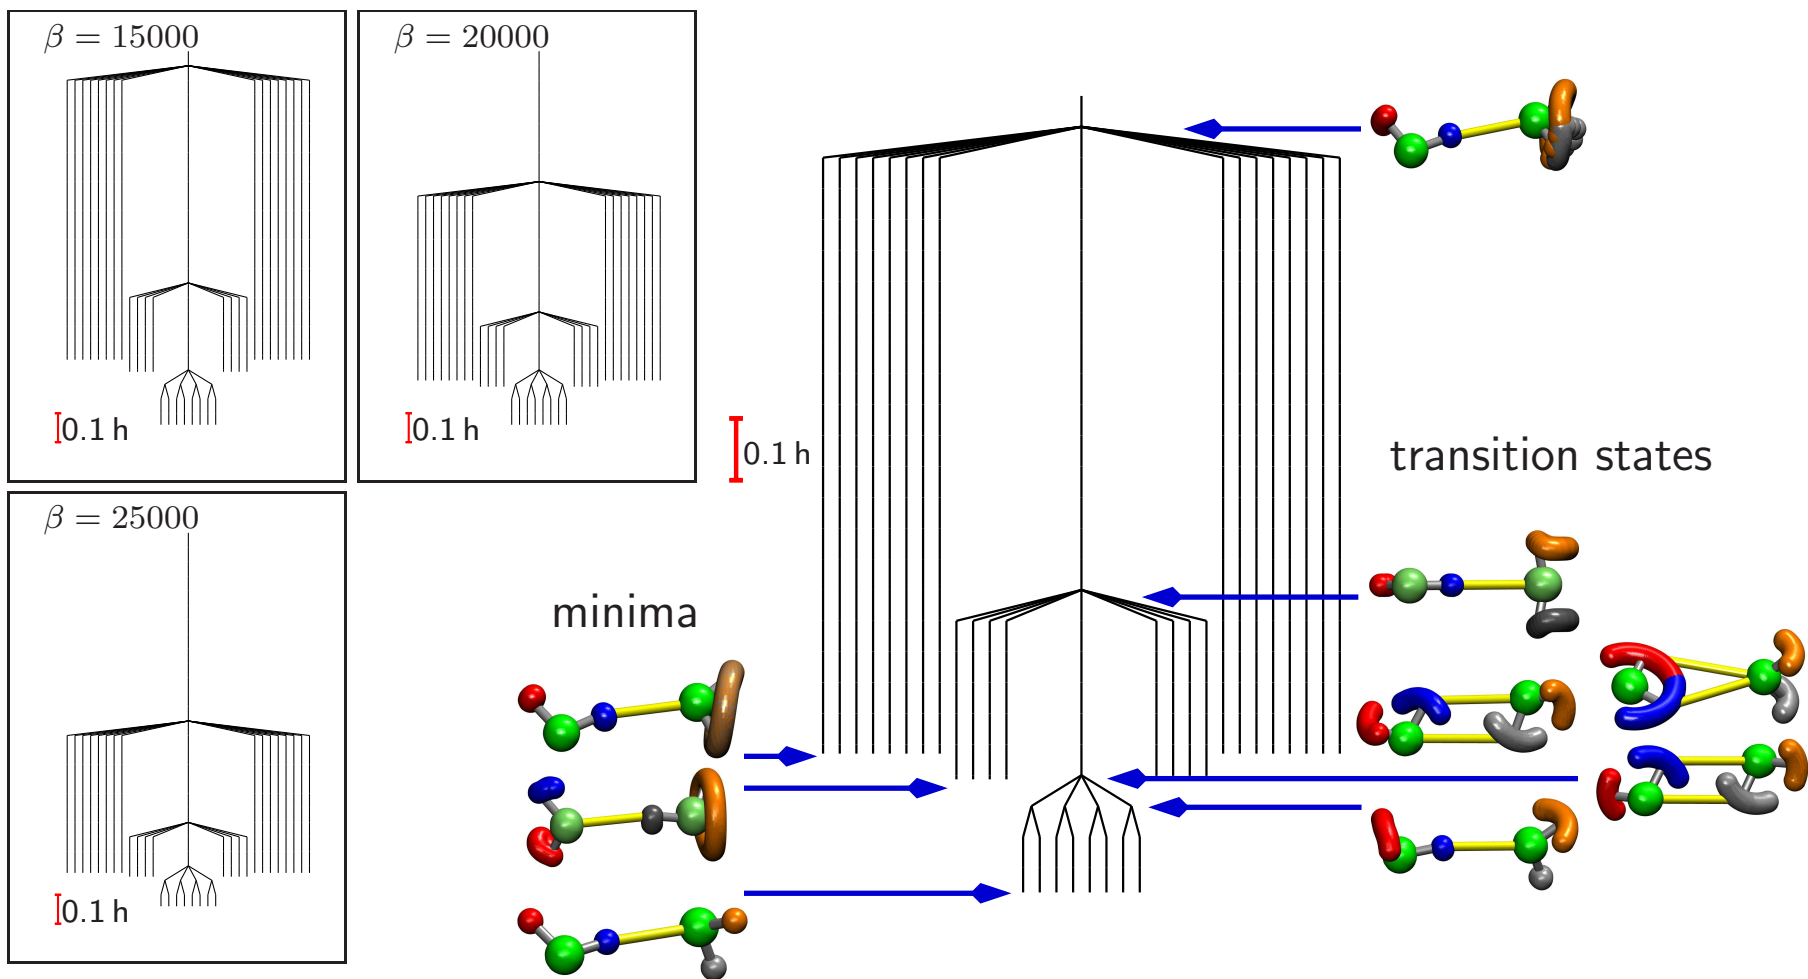 β = 15000
0.1 h
β = 20000
0.1 h
β = 25000
0.1 h
0.1 h
transition states
minima